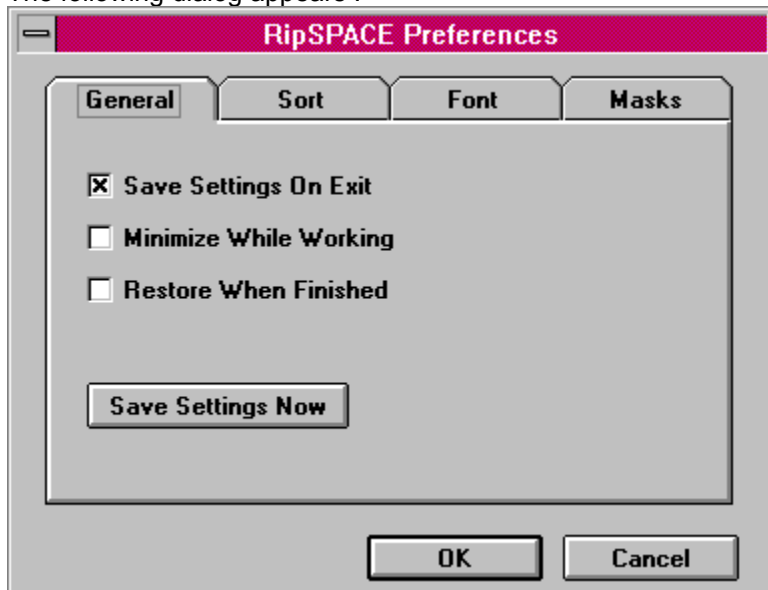 The following dialog appears :
RipSPACE Preferences
General Sort Font Masks
Save Settings On Exit
Minimize While Working
Restore When Finished
Save Settings Now
OK Cancel